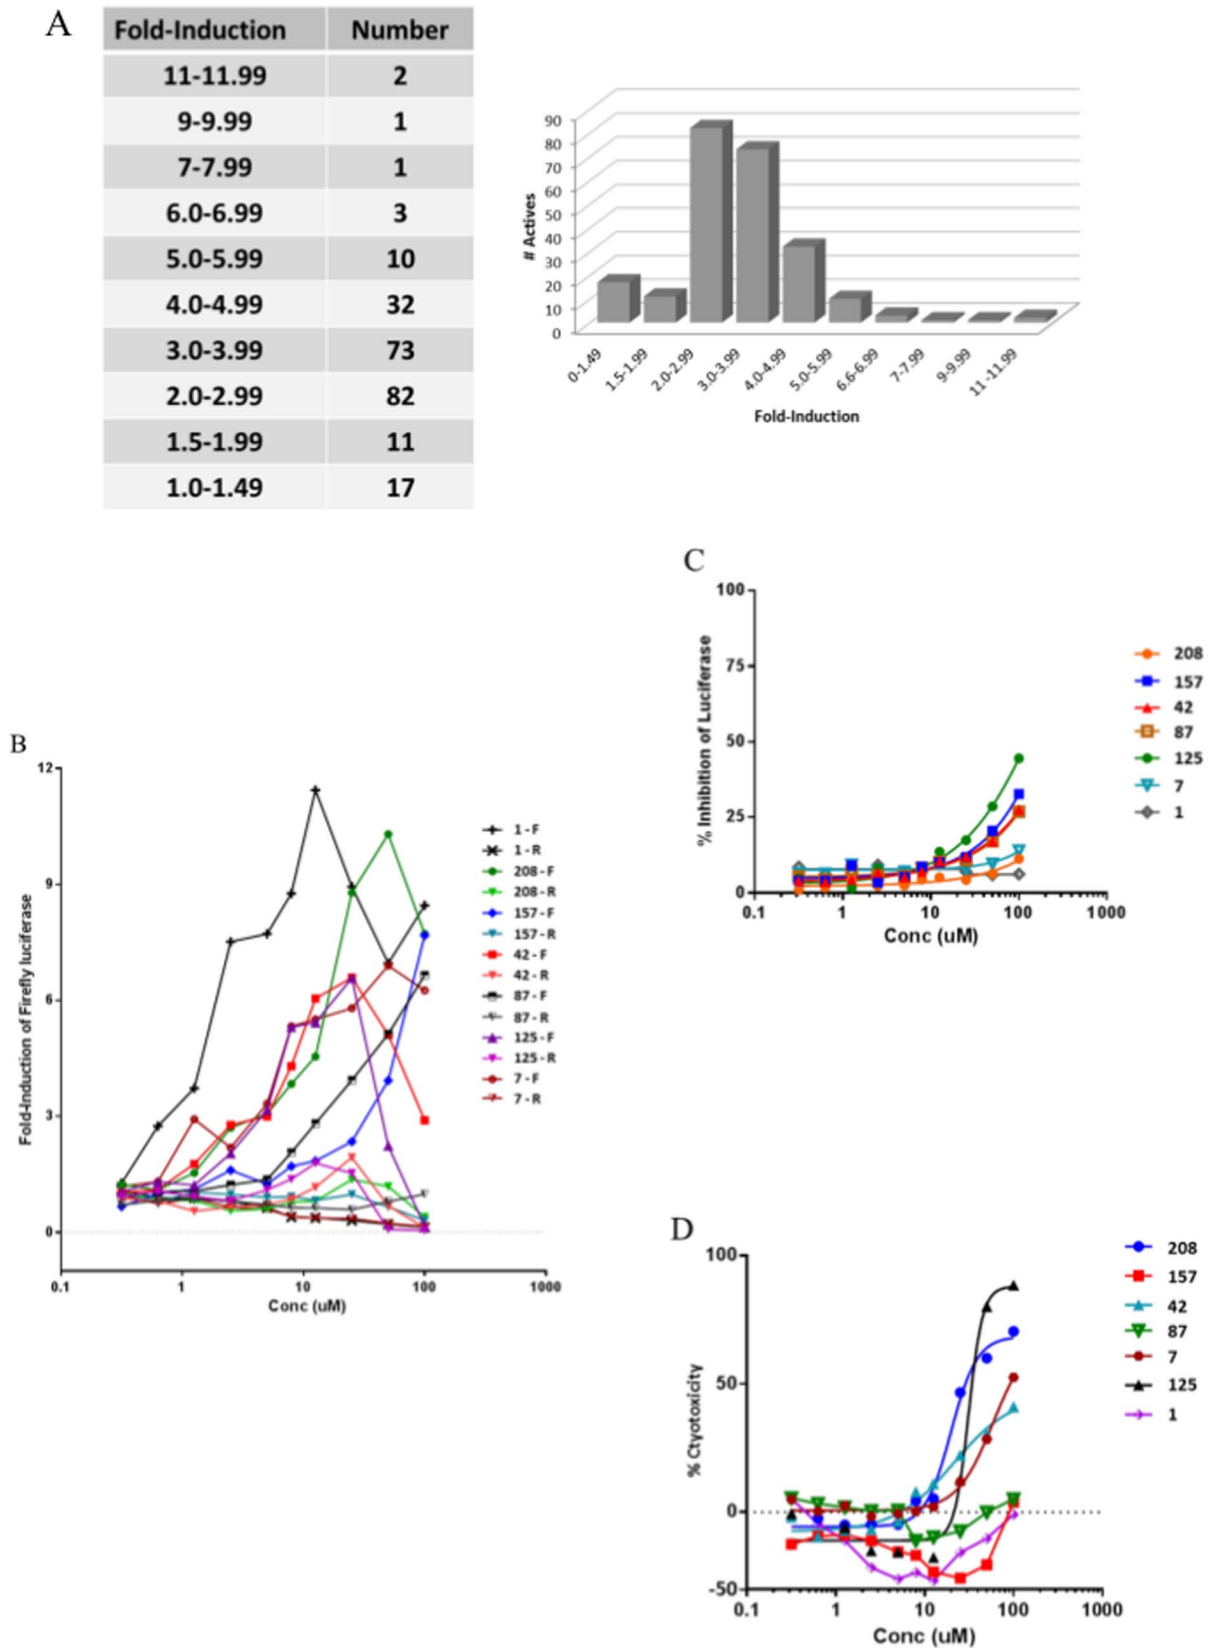 A
Fold-Induction Number
11-11.99 2
9-9.99 1
7-7.99 1
6.0-6.99 3
5.0-5.99 10
4.0-4.99 32
3.0-3.99 73
2.0-2.99 82
1.5-1.99 11
1.0-1.49 17
# Actives
90
80
70
60
50
40
30
20
10
0
0-1.49 1.5-1.99 2.0-2.99 3.0-3.99 4.0-4.99 5.0-5.99 6.6-6.99 7-7.99 9-9.99 11 -11.99
Fold-Induction
B
Fold-Induction of Firefly luciferase
12
9
6
3
0
0.1 1 10 100 1000
Conc (uM)
1 - F
1 - R
208 - F
208 - R
157 - F
157 - R
42 - F
42 - R
87 - F
87 - R
125 - F
125 - R
7 - F
7 - R
C
% Inhibition of Luciferase
100
75
50
25
0
0.1 1 10 100 1000
Conc (uM)
208
157
42
87
125
7
1
D
% Ctyotoxicity
100
50
0
-50
0.1 1 10 100 1000
Conc (uM)
208
157
42
87
7
125
1